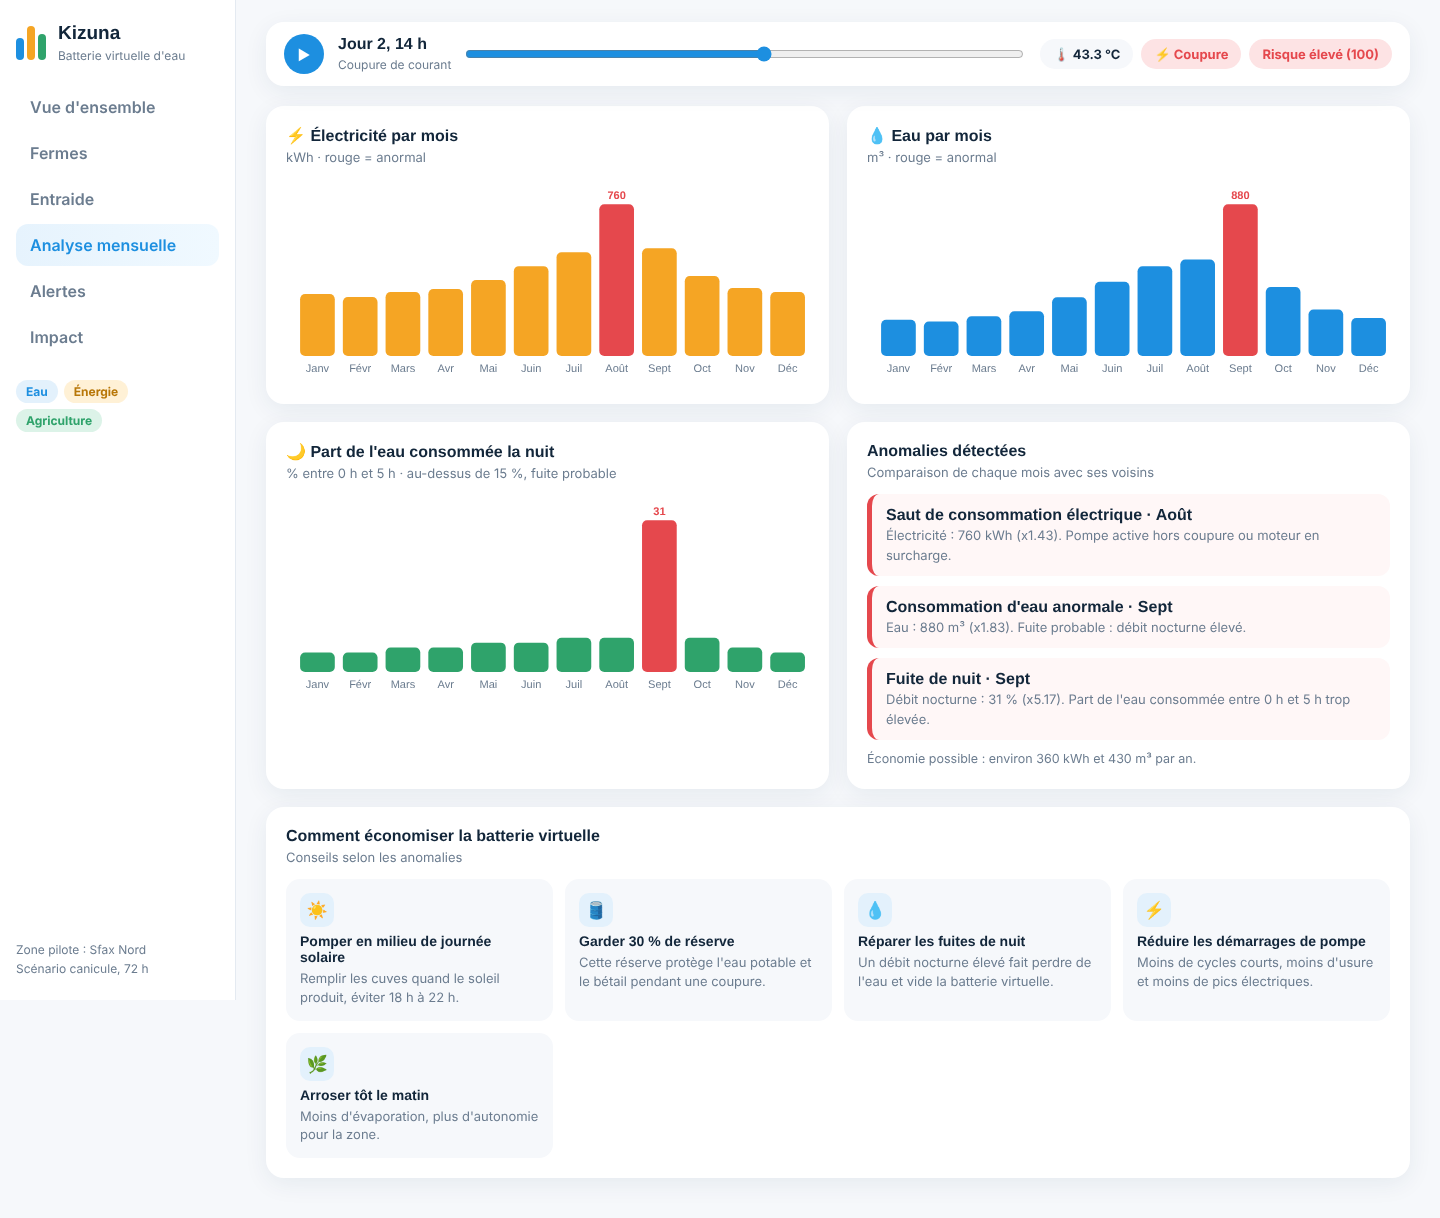 Kizuna
Batterie virtuelle d'eau
Vue d'ensemble
Fermes
Entraide
Analyse mensuelle
Alertes
Impact
Eau
Énergie
Agriculture
Zone pilote : Sfax Nord
Scénario canicule, 72 h
Jour 2, 14 h
Coupure de courant
43.3 °C
Coupure
Risque élevé (100)
Électricité par mois
kWh · rouge = anormal
760
Janv Févr Mars Avr Mai Juin Juil Août Sept Oct Nov Déc
Eau par mois
m³ · rouge = anormal
880
Janv Févr Mars Avr Mai Juin Juil Août Sept Oct Nov Déc
Part de l'eau consommée la nuit
% entre 0 h et 5 h · au-dessus de 15 %, fuite probable
31
Janv Févr Mars Avr Mai Juin Juil Août Sept Oct Nov Déc
Anomalies détectées
Comparaison de chaque mois avec ses voisins
Saut de consommation électrique · Août
Électricité : 760 kWh (x1.43). Pompe active hors coupure ou moteur en
surcharge.
Consommation d'eau anormale · Sept
Eau : 880 m³ (x1.83). Fuite probable : débit nocturne élevé.
Fuite de nuit · Sept
Débit nocturne : 31 % (x5.17). Part de l'eau consommée entre 0 h et 5 h trop
élevée.
Économie possible : environ 360 kWh et 430 m³ par an.
Comment économiser la batterie virtuelle
Conseils selon les anomalies
Pomper en milieu de journée
solaire
Remplir les cuves quand le soleil
produit, éviter 18 h à 22 h.
Garder 30 % de réserve
Cette réserve protège l'eau potable et
le bétail pendant une coupure.
Réparer les fuites de nuit
Un débit nocturne élevé fait perdre de
l'eau et vide la batterie virtuelle.
Réduire les démarrages de pompe
Moins de cycles courts, moins d'usure
et moins de pics électriques.
Arroser tôt le matin
Moins d'évaporation, plus d'autonomie
pour la zone.